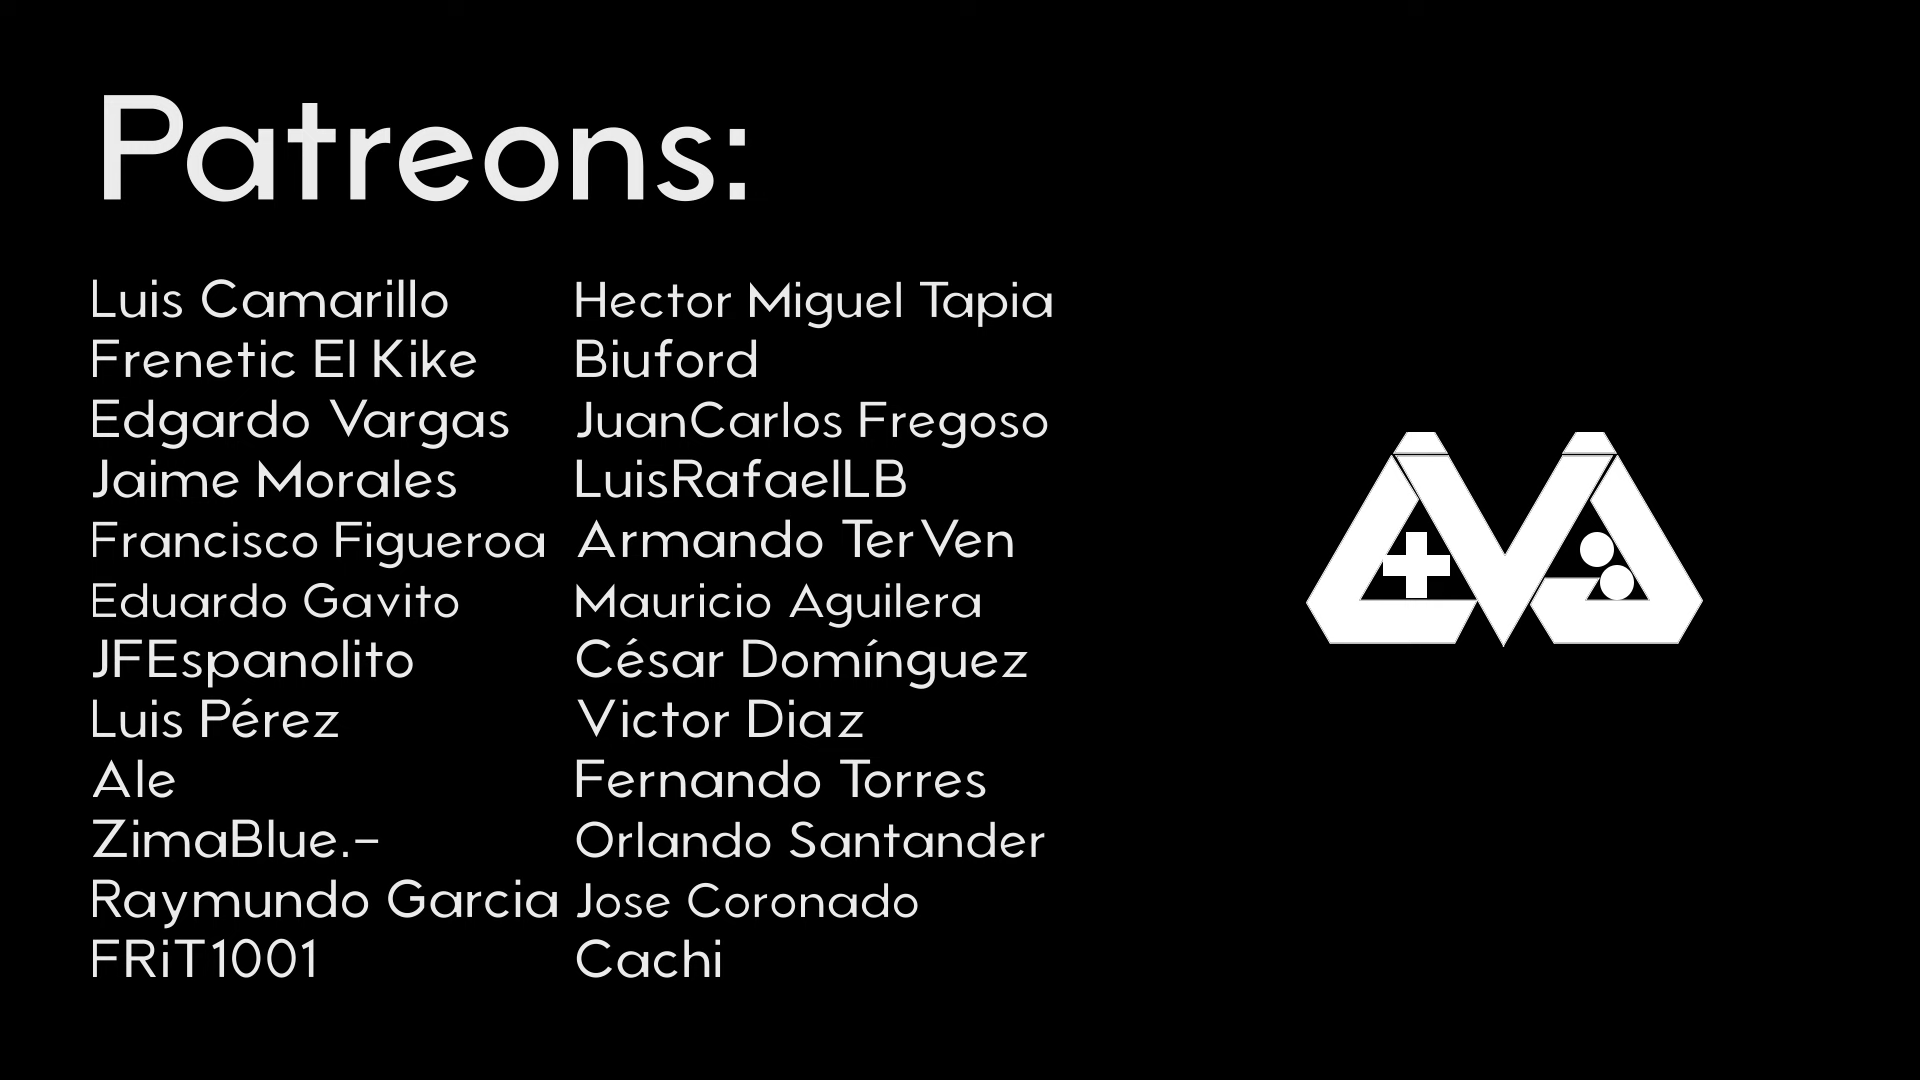 Patreons:
Luis Camarillo
Frenetic El Kike
Edgardo Vargas
Jaime Morales
Francisco Figueroa
Eduardo Gavito
JFEspanolito
Luis Pérez
Ale
ZimaBlue.-
Raymundo Garcia
FRiT1001
Hector Miguel Tapia
Biuford
JuanCarlos Fregoso
LuisRafaelLB
Armando TerVen
Mauricio Aguilera
César Domínguez
Victor Diaz
Fernando Torres
Orlando Santander
Jose Coronado
Cachi